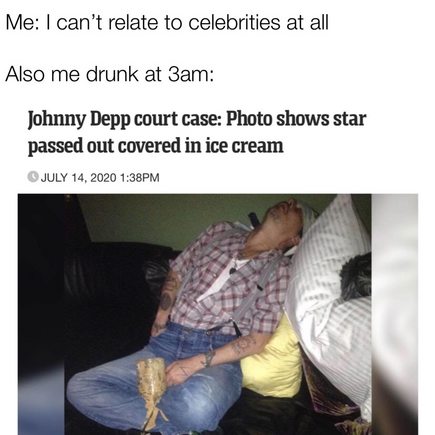 Me: I can’t relate to celebrities at all
Also me drunk at 3am:
Johnny Depp court case: Photo shows star
passed out covered in ice cream
JULY 14, 2020 1:38PM